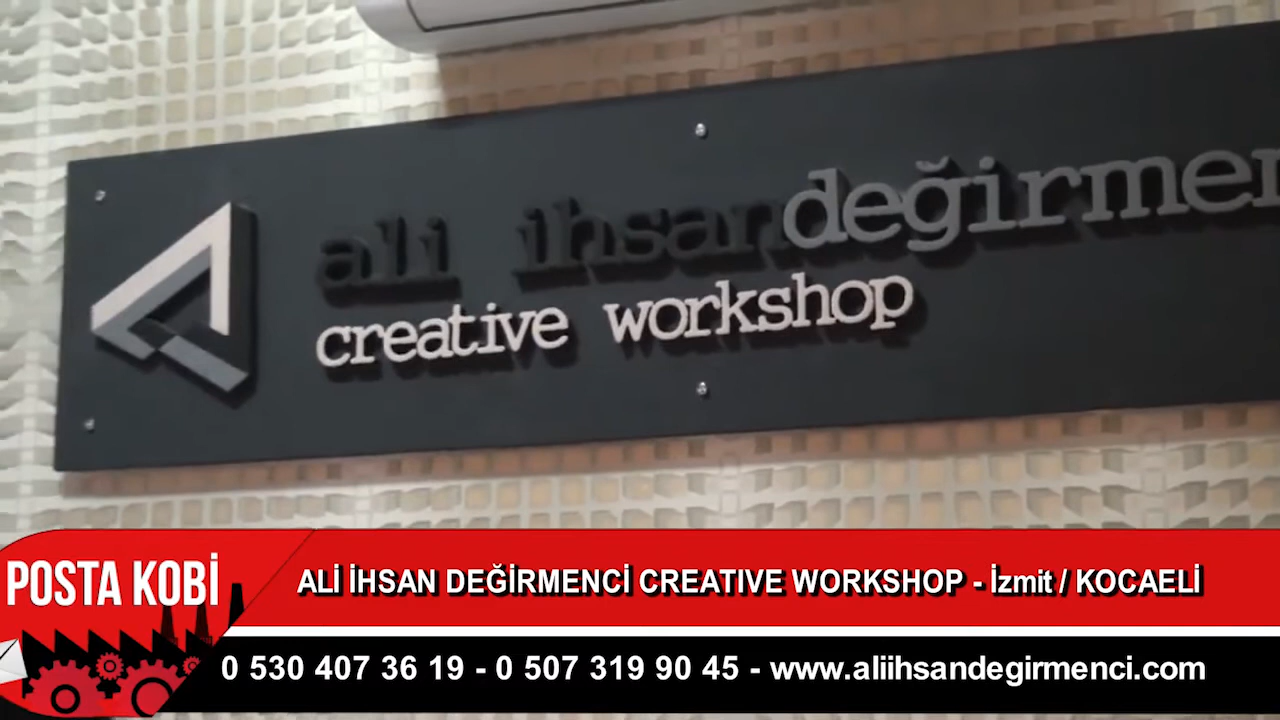 ali ihsandeğirmen
creative workshop
POSTA KOBİ
ALİ İHSAN DEĞİRMENCİ CREATIVE WORKSHOP - İzmit / KOCAELİ
0 530 407 36 19 - 0 507 319 90 45 - www.aliihsandegirmenci.com